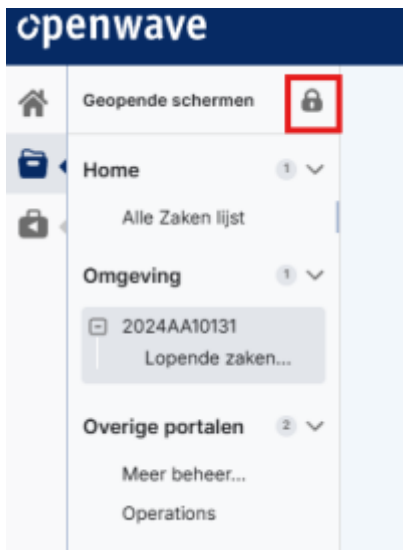 openwave
Geopende schermen
Home 1
Alle Zaken lijst
Omgeving 1
2024AA10131
Lopende zaken...
Overige portalen 2
Meer beheer...
Operations